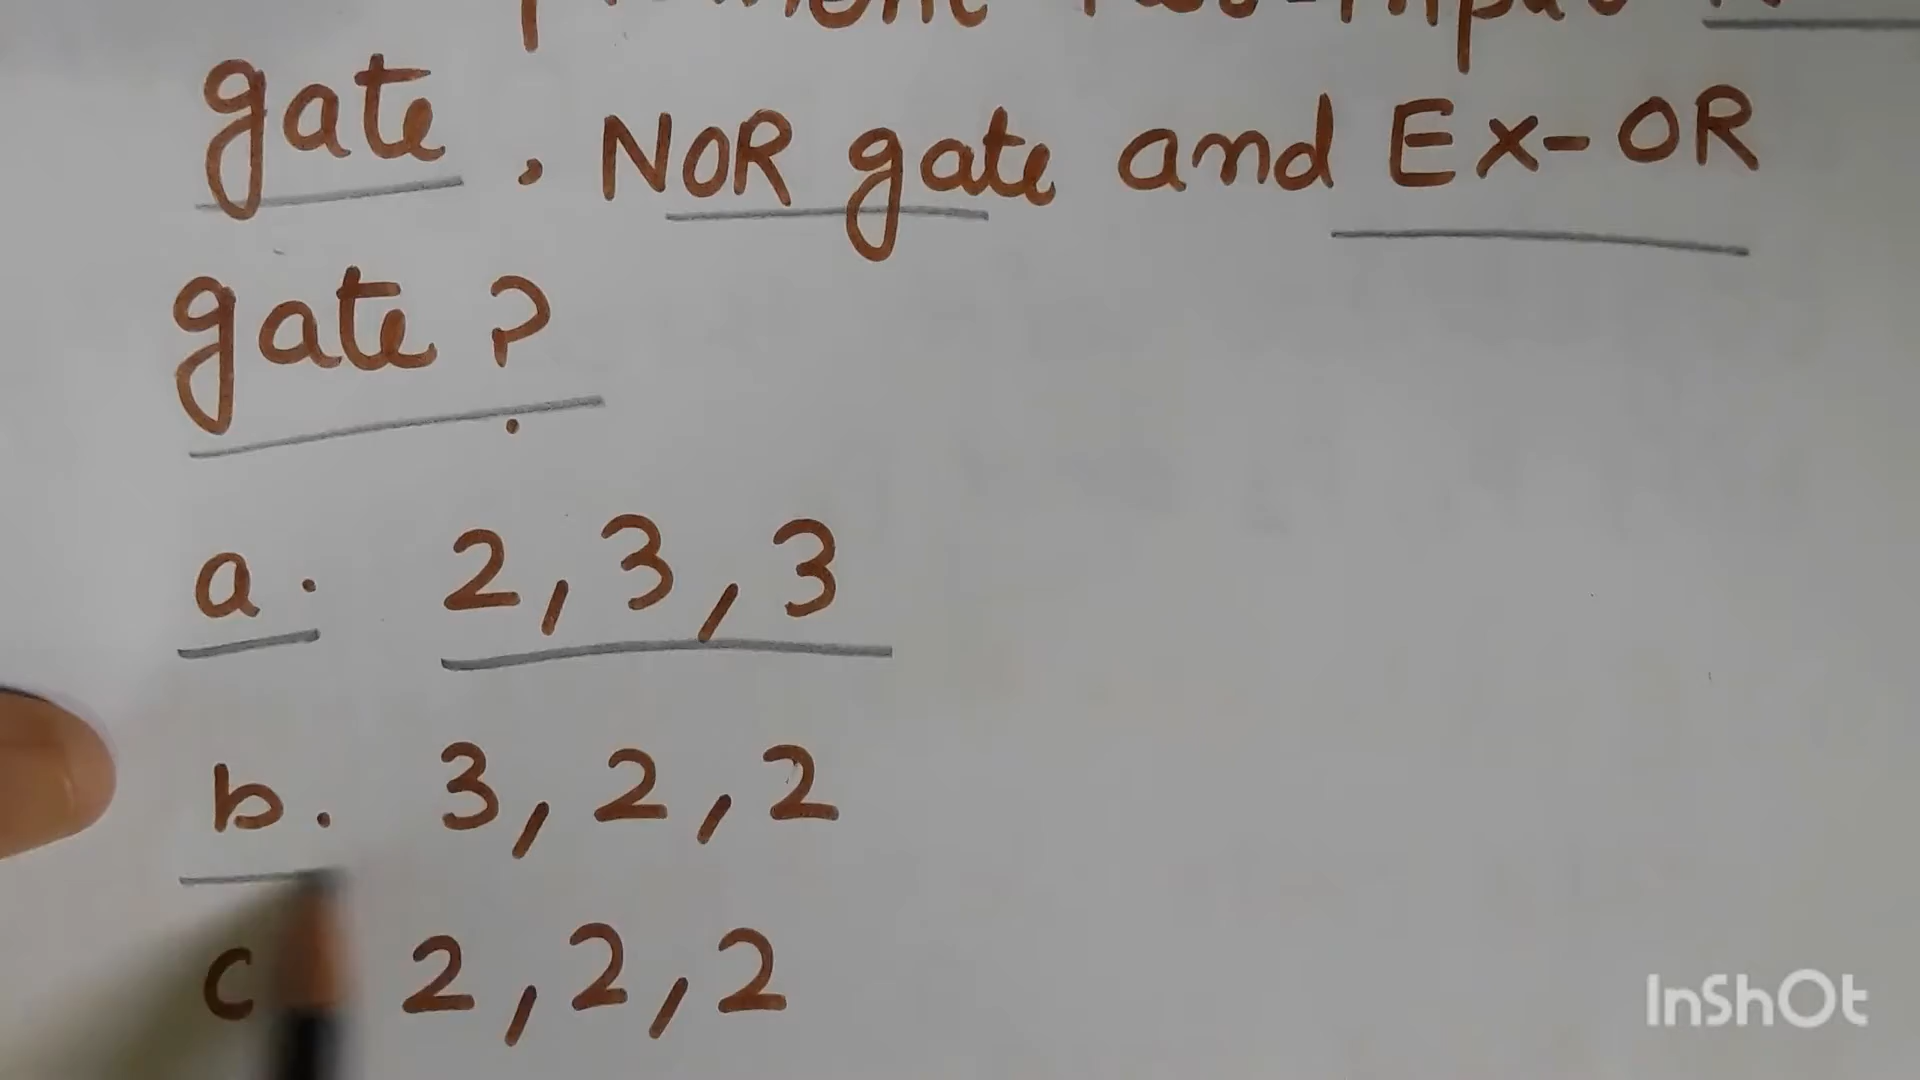 gate, NOR gate and Ex-OR
gate ?
a. 2,3,3
b. 3,2,2
c 2,2,2
InShOt